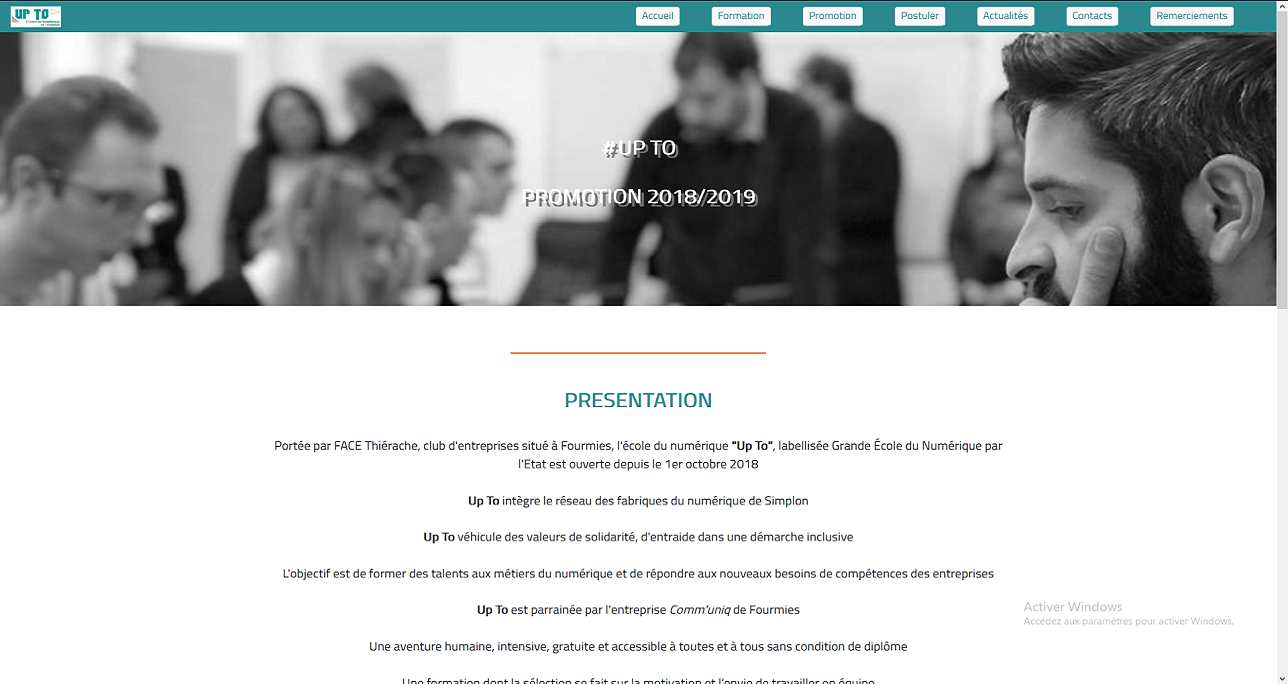 UP TO
Accueil
Formation
Promotion
Postuler
Actualités
Contacts
Remerciements
#UP TO
PROMOTION 2018/2019
PRESENTATION
Portée par FACE Thiérache, club d'entreprises situé à Fourmies, l'école du numérique "Up To", labellisée Grande École du Numérique par
l'Etat est ouverte depuis le 1er octobre 2018
Up To intègre le réseau des fabriques du numérique de Simplon
Up To véhicule des valeurs de solidarité, d'entraide dans une démarche inclusive
L'objectif est de former des talents aux métiers du numérique et de répondre aux nouveaux besoins de compétences des entreprises
Up To est parrainée par l'entreprise Comm'uniq de Fourmies
Activer Windows
Accédez aux paramètres pour activer Windows.
Une aventure humaine, intensive, gratuite et accessible à toutes et à tous sans condition de diplôme
Une formation dont la sélection se fait sur la motivation et l'envie de travailler en équipe